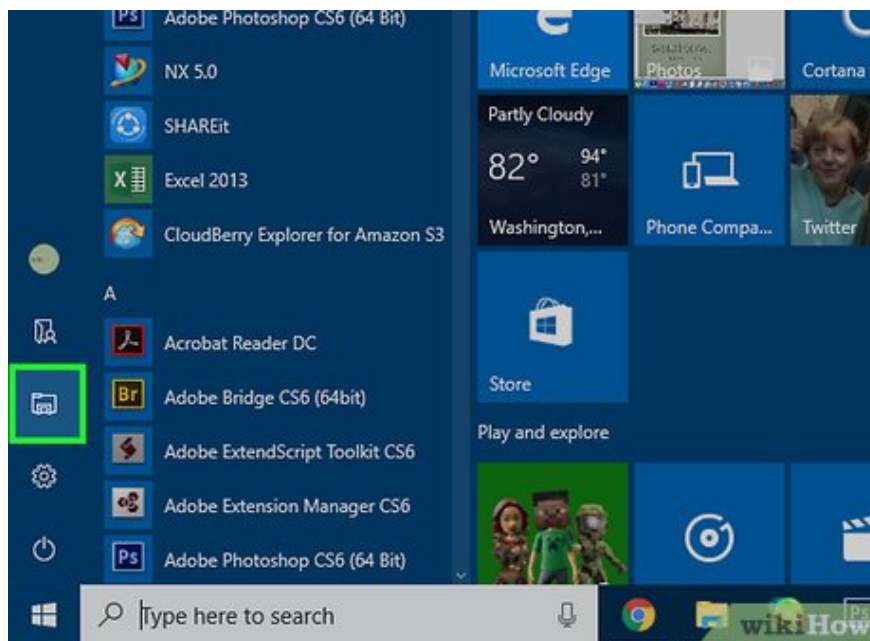 Adobe Photoshop CS6 (64 Bit)
NX 5.0
SHAREit
Excel 2013
CloudBerry Explorer for Amazon S3
A
Acrobat Reader DC
Adobe Bridge CS6 (64bit)
Adobe ExtendScript Toolkit CS6
Adobe Extension Manager CS6
Adobe Photoshop CS6 (64 Bit)
Microsoft Edge
Photos
Cortana
Partly Cloudy
82° 94°
81°
Washington,...
Phone Compa...
Twitter
Store
Play and explore
Type here to search
wikiHow